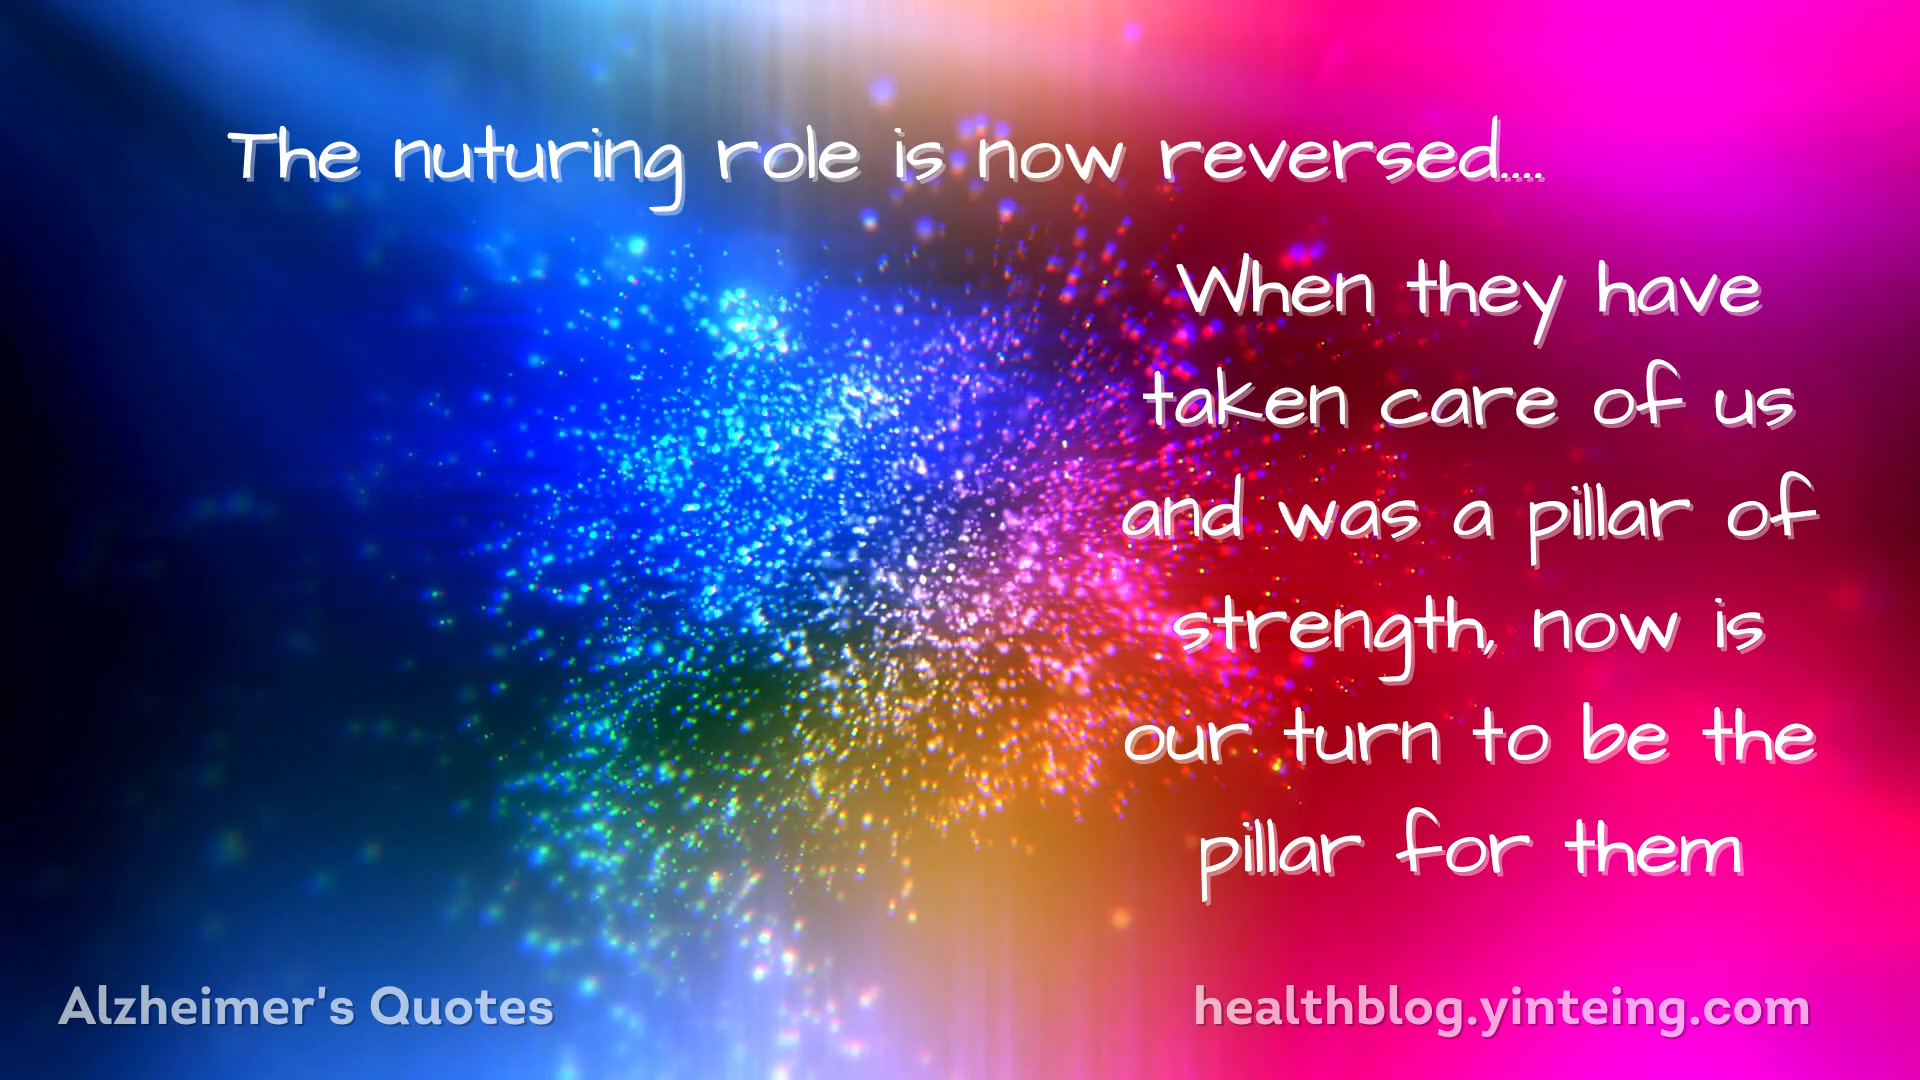 The nuturing role is now reversed....
When they have
taken care of us
and was a pillar of
strength, now is
our turn to be the
pillar for them
Alzheimer's Quotes
healthblog.yinteing.com